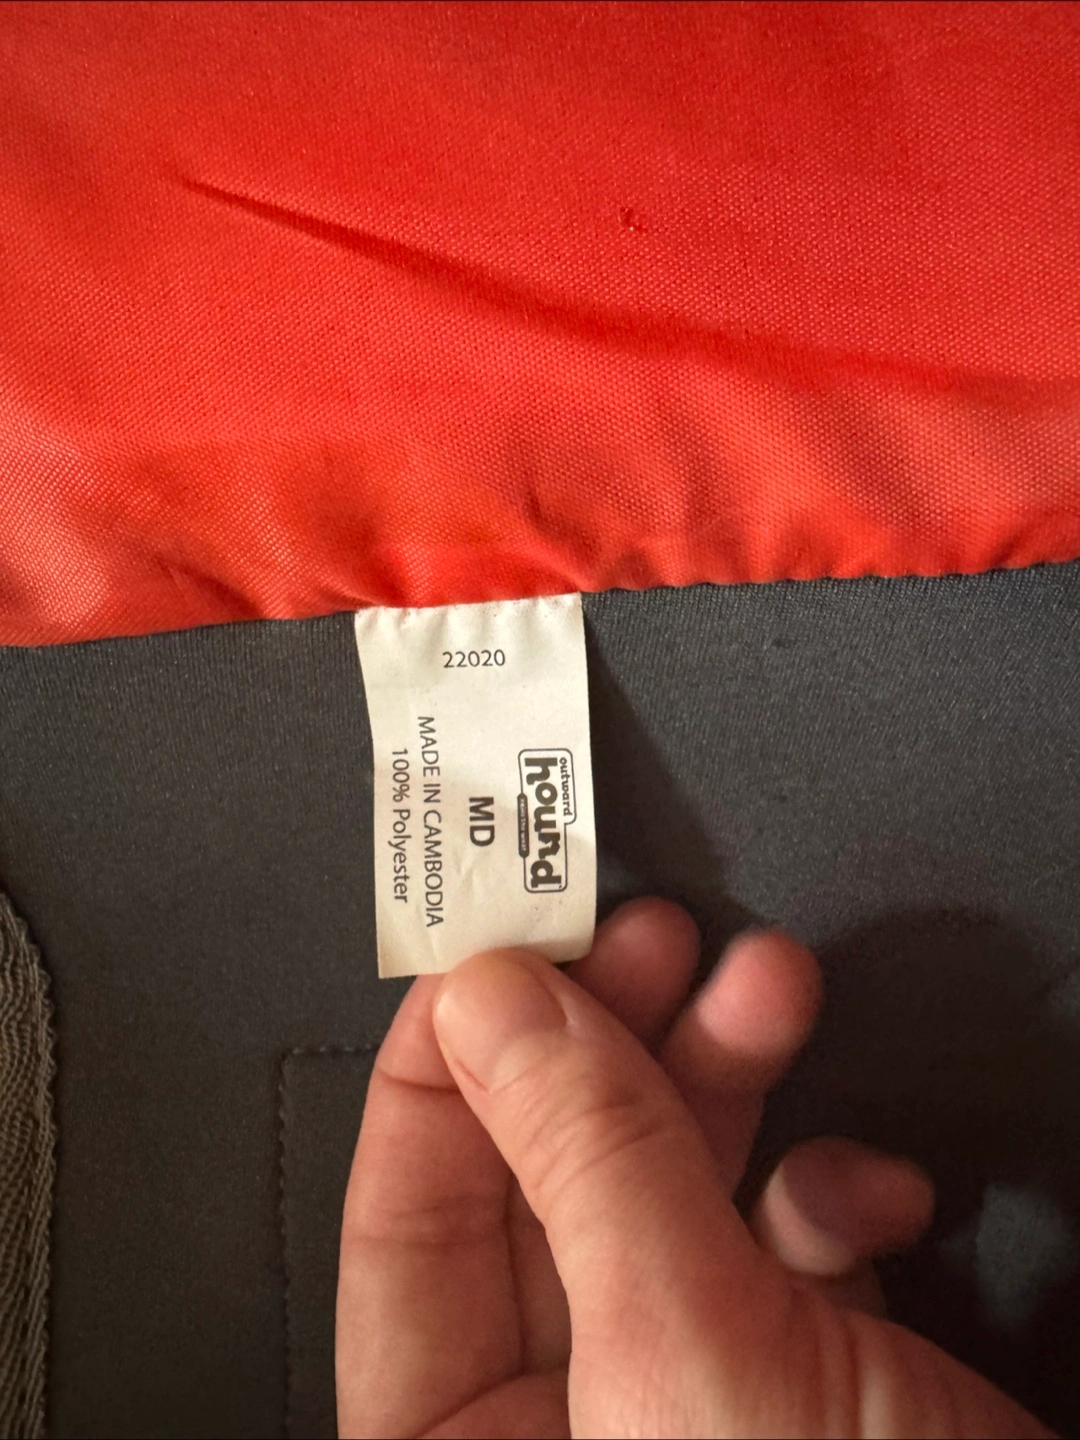 22020
outward
hound
MD
MADE IN CAMBODIA
100% Polyester